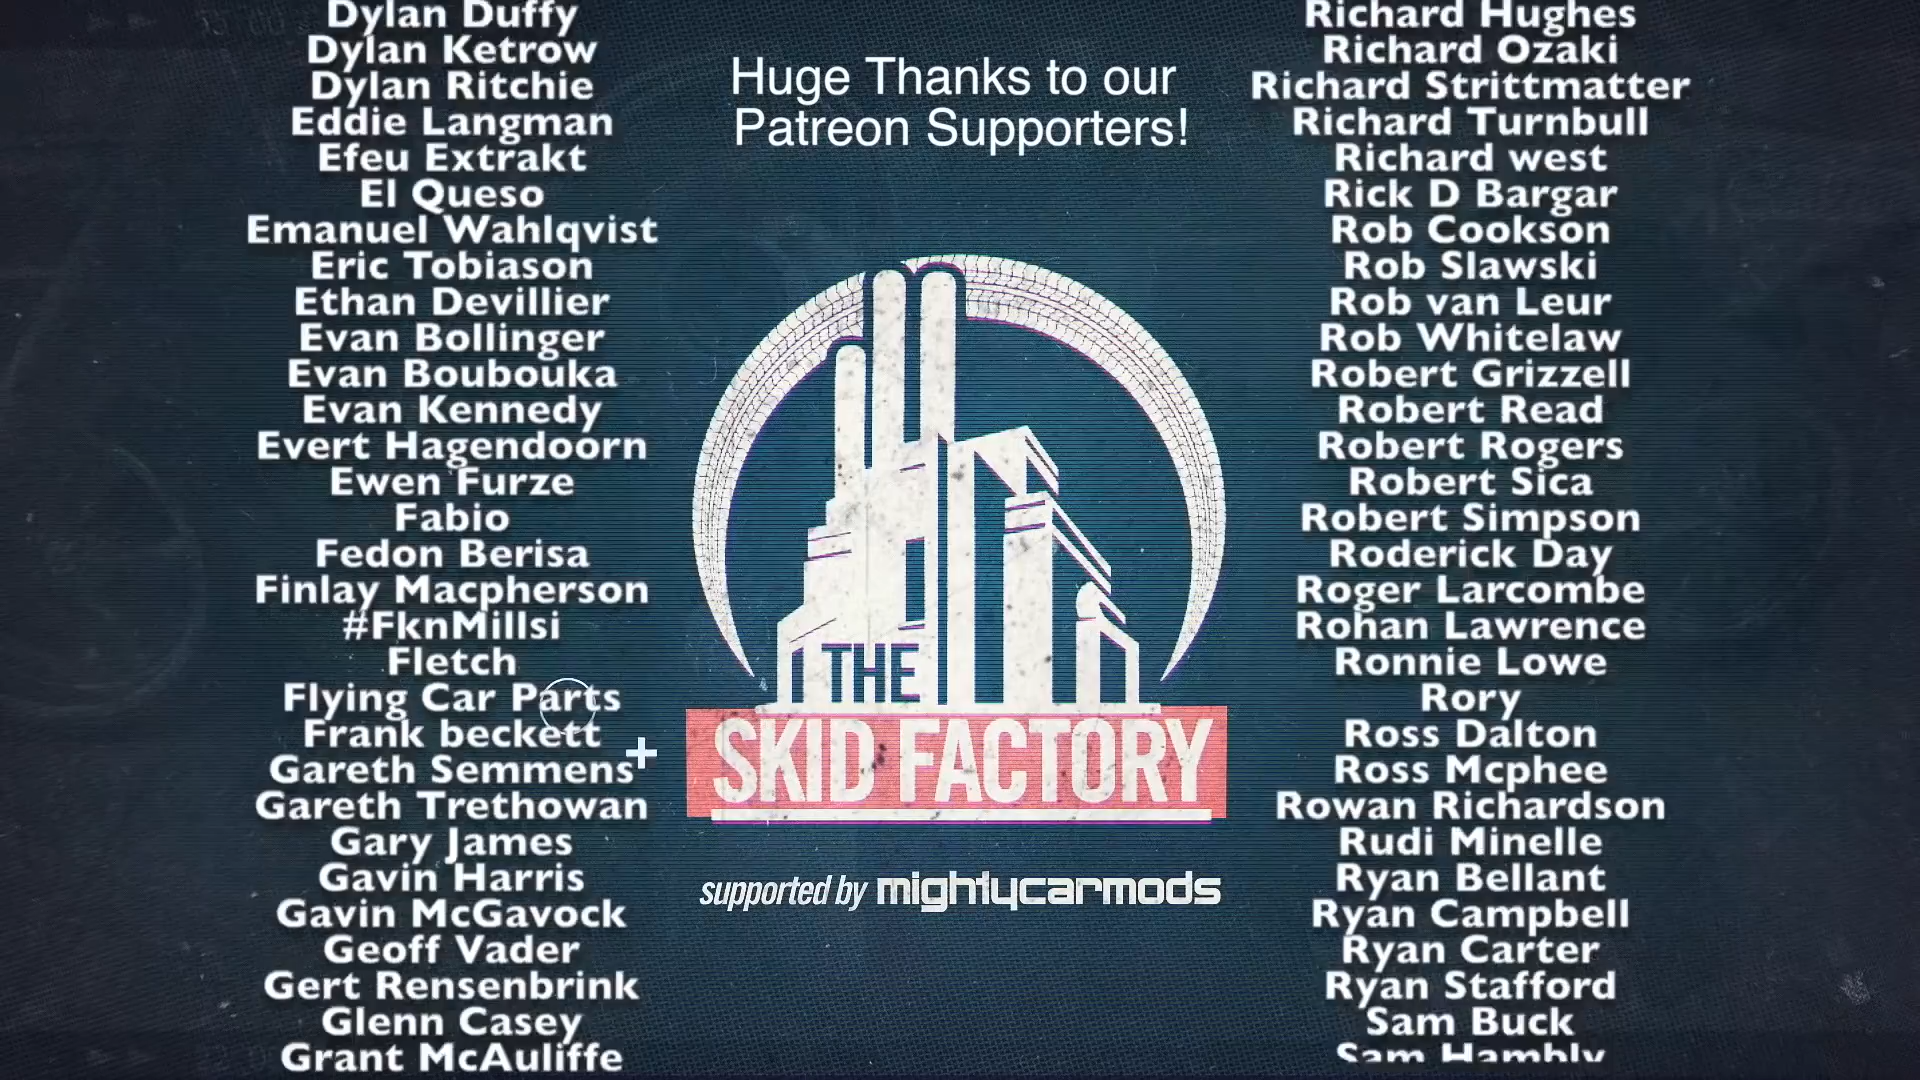 Dylan Duffy
Dylan Ketrow
Dylan Ritchie
Eddie Langman
Efeu Extrakt
El Queso
Emanuel Wahlqvist
Eric Tobiason
Ethan Devillier
Evan Bollinger
Evan Boubouka
Evan Kennedy
Evert Hagendoorn
Ewen Furze
Fabio
Fedon Berisa
Finlay Macpherson
#FknMillsi
Fletch
Flying Car Parts
Frank beckett
Gareth Semmens
Gareth Trethowan
Gary James
Gavin Harris
Gavin McGavock
Geoff Vader
Gert Rensenbrink
Glenn Casey
Grant McAuliffe
Huge Thanks to our
Patreon Supporters!
THE
SKID FACTORY
supported by mightycarmods
Richard Hughes
Richard Ozaki
Richard Strittmatter
Richard Turnbull
Richard west
Rick D Bargar
Rob Cookson
Rob Slawski
Rob van Leur
Rob Whitelaw
Robert Grizzell
Robert Read
Robert Rogers
Robert Sica
Robert Simpson
Roderick Day
Roger Larcombe
Rohan Lawrence
Ronnie Lowe
Rory
Ross Dalton
Ross Mcphee
Rowan Richardson
Rudi Minelle
Ryan Bellant
Ryan Campbell
Ryan Carter
Ryan Stafford
Sam Buck
Sam Hambly